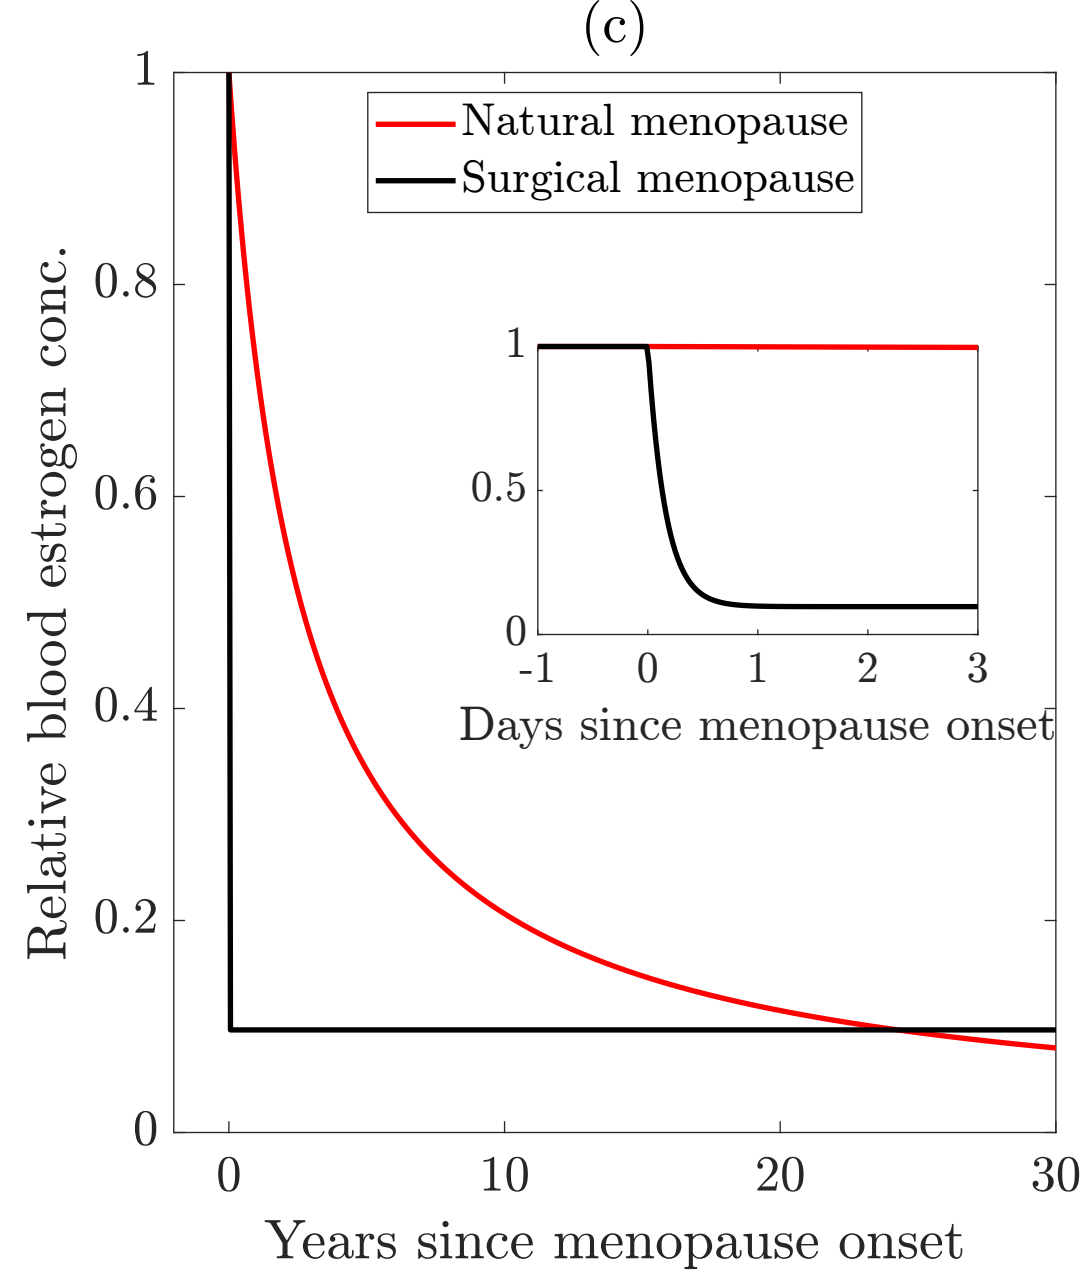 (c)
Natural menopause
Surgical menopause
Relative blood estrogen conc.
1
0.8
0.6
0.4
0.2
0
1
0.5
0
-1 0 1 2 3
Days since menopause onset
0 10 20 30
Years since menopause onset